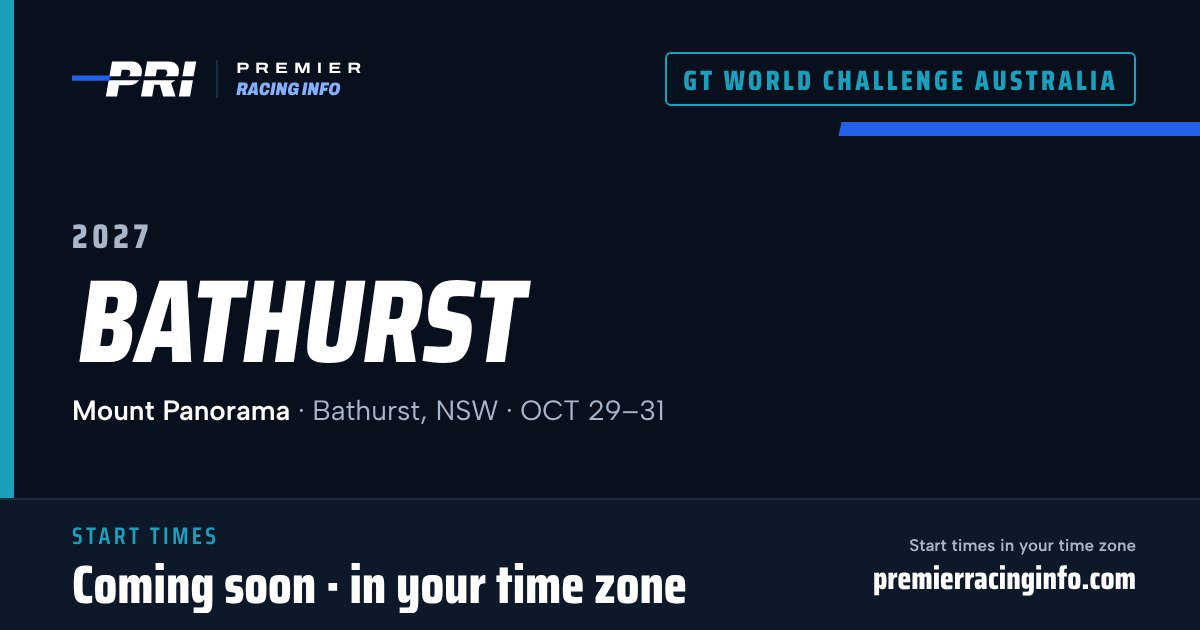 PRI
PREMIER
RACING INFO
GT WORLD CHALLENGE AUSTRALIA
2027
BATHURST
Mount Panorama · Bathurst, NSW · OCT 29–31
START TIMES
Coming soon · in your time zone
Start times in your time zone
premierracinginfo.com